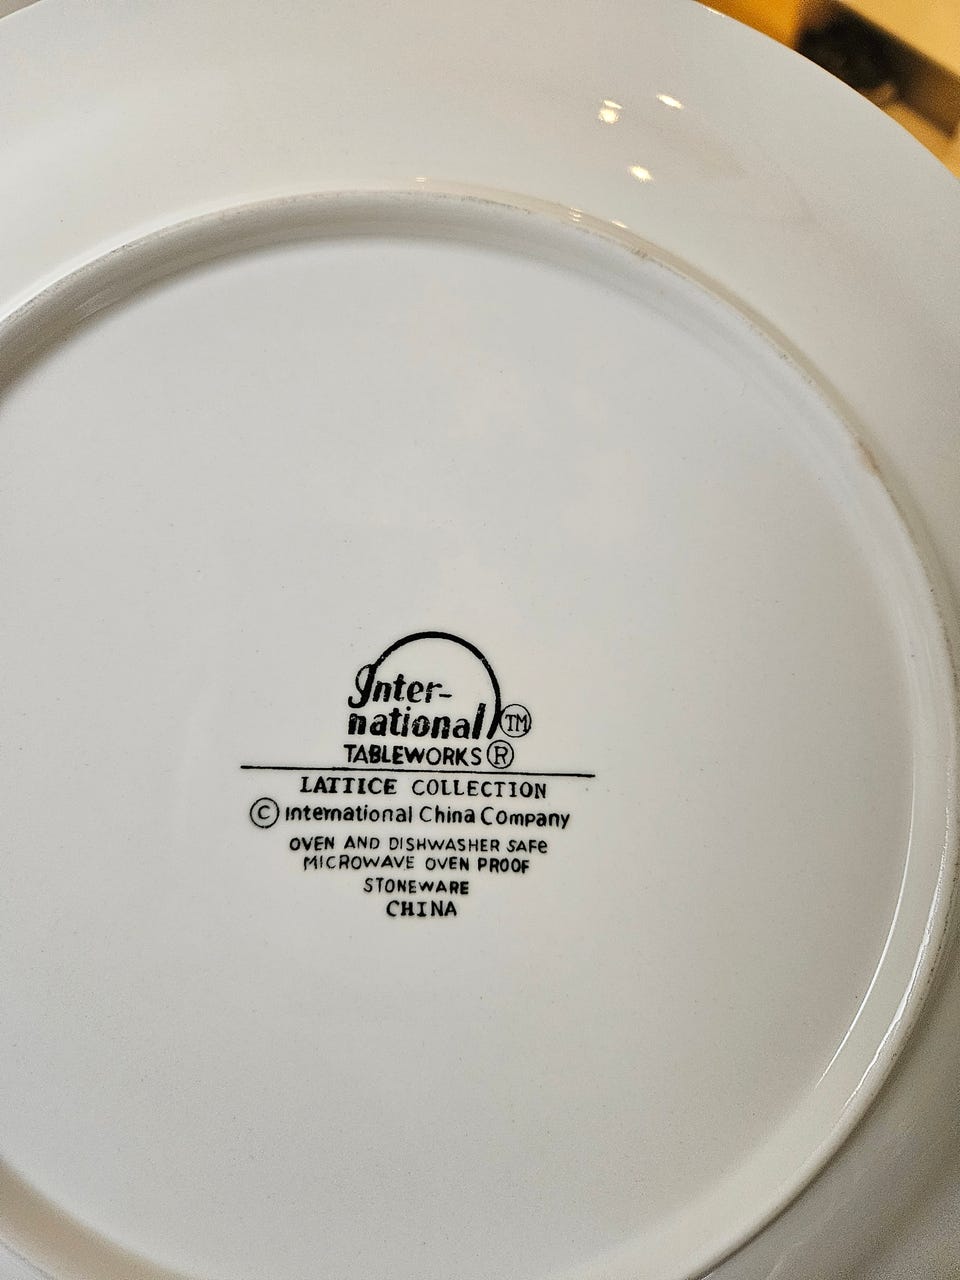 Inter-
national TM
TABLEWORKS ®
LATTICE COLLECTION
© International China Company
OVEN AND DISHWASHER SAFe
MICROWAVE OVEN PROOF
STONEWARE
CHINA